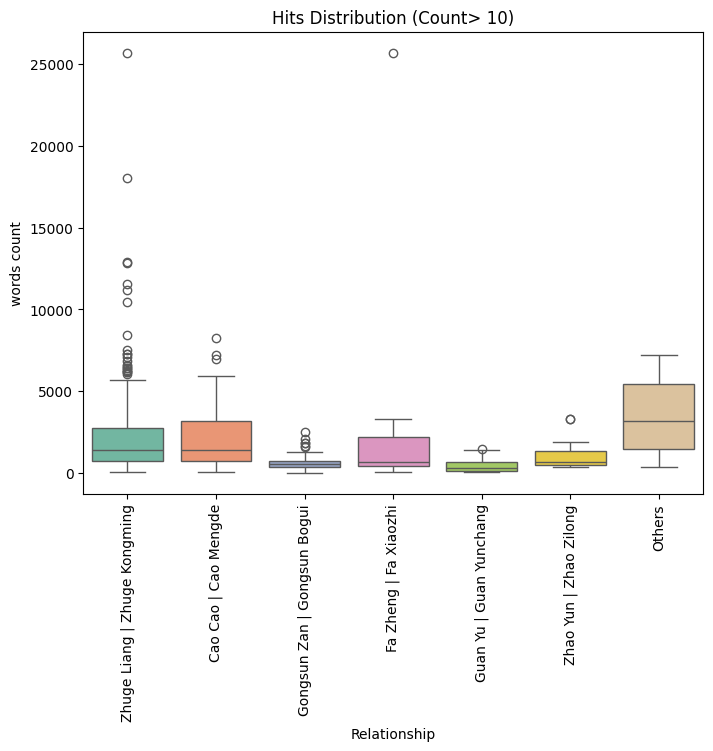 Hits Distribution (Count> 10)
25000
20000
15000
10000
5000
0
words count
Zhuge Liang | Zhuge Kongming
Cao Cao | Cao Mengde
Gongsun Zan | Gongsun Bogui
Fa Zheng | Fa Xiaozhi
Guan Yu | Guan Yunchang
Zhao Yun | Zhao Zilong
Others
Relationship